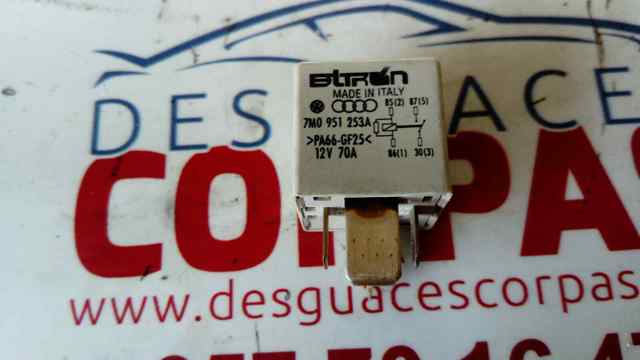 DESGUACES
CORPAS
www.desguacescorpas
BITRÓN
MADE IN ITALY
7M0 951 253A
>PA66-GF25<
12V 70A
85(2) 87(5)
86(1) 30(3)